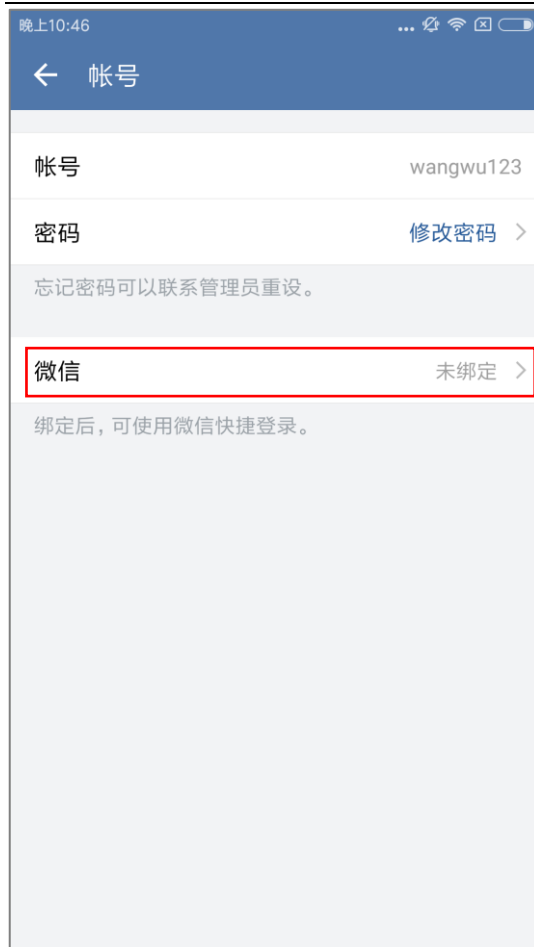 晚上10:46
帐号
帐号 wangwu123
密码 修改密码
忘记密码可以联系管理员重设。
微信 未绑定
绑定后，可使用微信快捷登录。